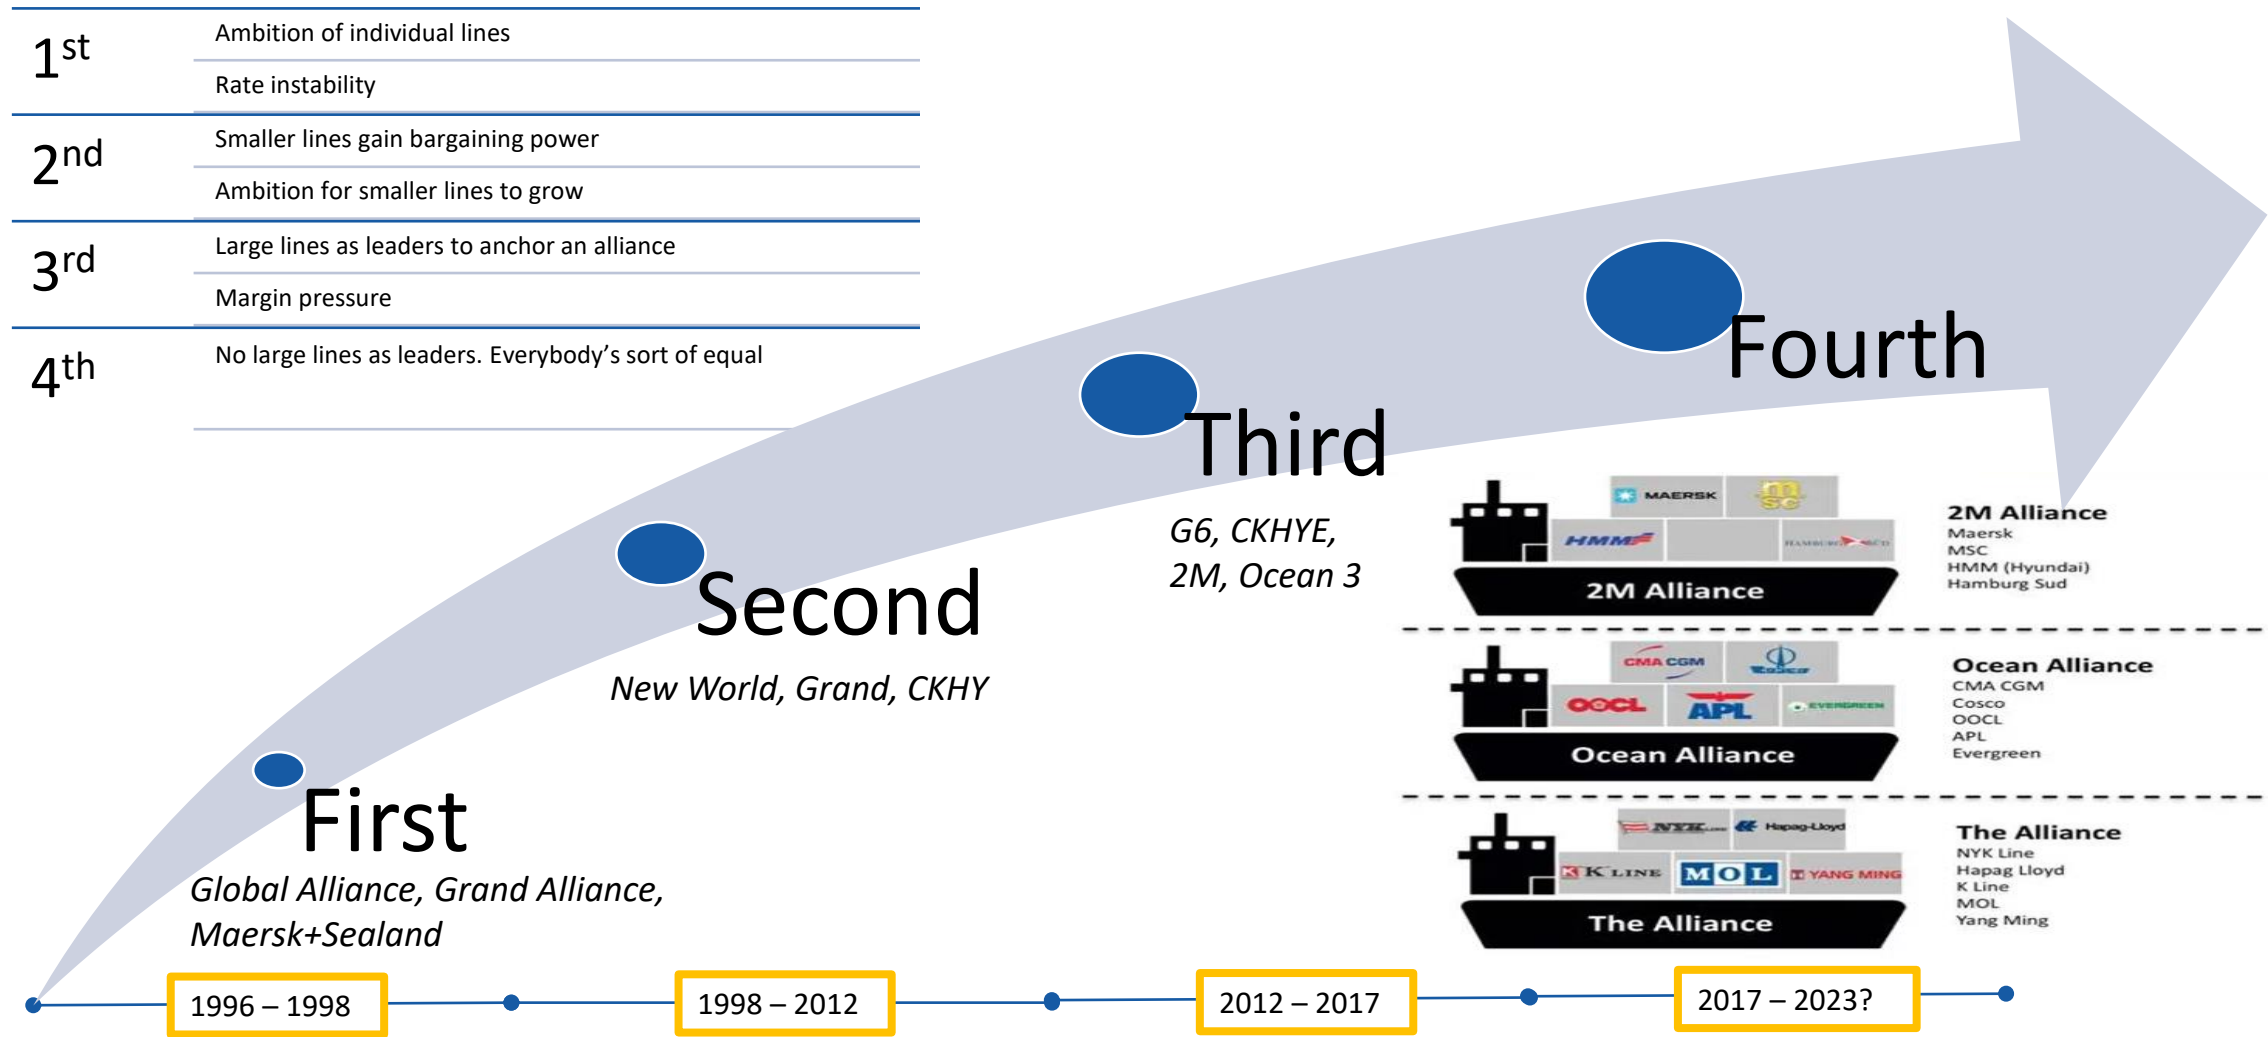 1st
Ambition of individual lines
Rate instability
2nd
Smaller lines gain bargaining power
Ambition for smaller lines to grow
3rd
Large lines as leaders to anchor an alliance
Margin pressure
4th
No large lines as leaders. Everybody's sort of equal
Fourth
Third
G6, CKHYE,
2M, Ocean 3
Second
New World, Grand, CKHY
First
Global Alliance, Grand Alliance,
Maersk+Sealand
MAERSK
mSC
HMM
HAMBURG SÜD
2M Alliance
2M Alliance
Maersk
MSC
HMM (Hyundai)
Hamburg Sud
CMA CGM
COSCO
OOCL
APL
EVERGREEN
Ocean Alliance
Ocean Alliance
CMA CGM
Cosco
OOCL
APL
Evergreen
NYK LINE
Hapag-Lloyd
K K LINE
MOL
YANG MING
The Alliance
The Alliance
NYK Line
Hapag Lloyd
K Line
MOL
Yang Ming
1996 – 1998
1998 – 2012
2012 – 2017
2017 – 2023?